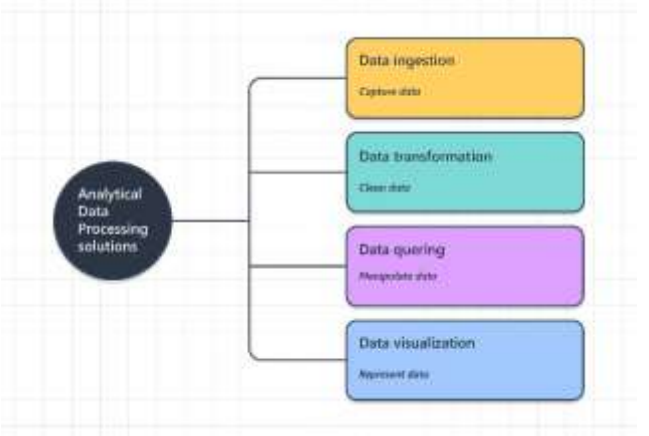 Analytical
Data
Processing
solutions
Data ingestion
Capture data
Data transformation
Clean data
Data quering
Manipulate data
Data visualization
Represent data